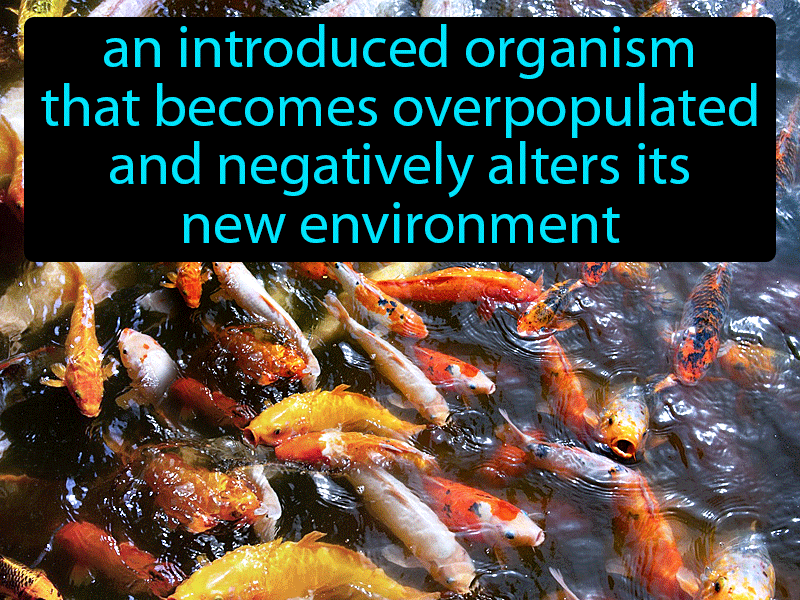 an introduced organism
that becomes overpopulated
and negatively alters its
new environment